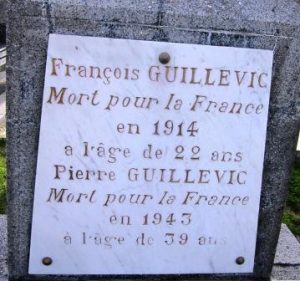 François GUILLEVIC
Mort pour la France
en 1914
à l'âge de 22 ans
Pierre GUILLEVIC
Mort pour la France
en 1943
à l'âge de 39 ans